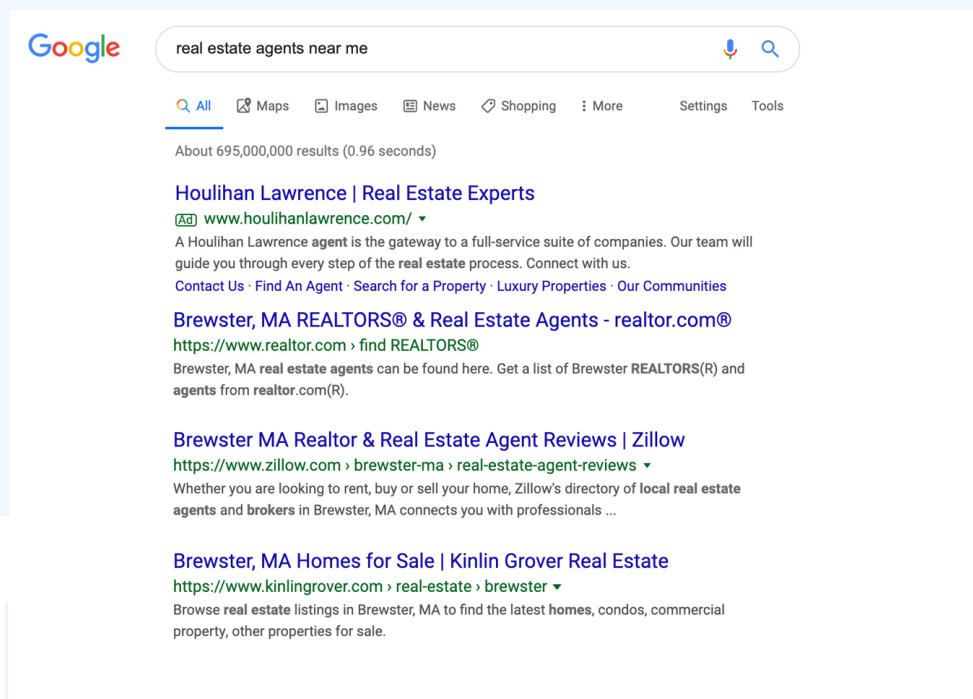 Google
real estate agents near me
All Maps Images News Shopping More Settings Tools
About 695,000,000 results (0.96 seconds)
Houlihan Lawrence | Real Estate Experts
Ad www.houlihanlawrence.com/
A Houlihan Lawrence agent is the gateway to a full-service suite of companies. Our team will
guide you through every step of the real estate process. Connect with us.
Contact Us · Find An Agent · Search for a Property · Luxury Properties · Our Communities
Brewster, MA REALTORS® & Real Estate Agents - realtor.com®
https://www.realtor.com › find REALTORS®
Brewster, MA real estate agents can be found here. Get a list of Brewster REALTORS(R) and
agents from realtor.com(R).
Brewster MA Realtor & Real Estate Agent Reviews | Zillow
https://www.zillow.com › brewster-ma › real-estate-agent-reviews
Whether you are looking to rent, buy or sell your home, Zillow's directory of local real estate
agents and brokers in Brewster, MA connects you with professionals ...
Brewster, MA Homes for Sale | Kinlin Grover Real Estate
https://www.kinlingrover.com › real-estate › brewster
Browse real estate listings in Brewster, MA to find the latest homes, condos, commercial
property, other properties for sale.